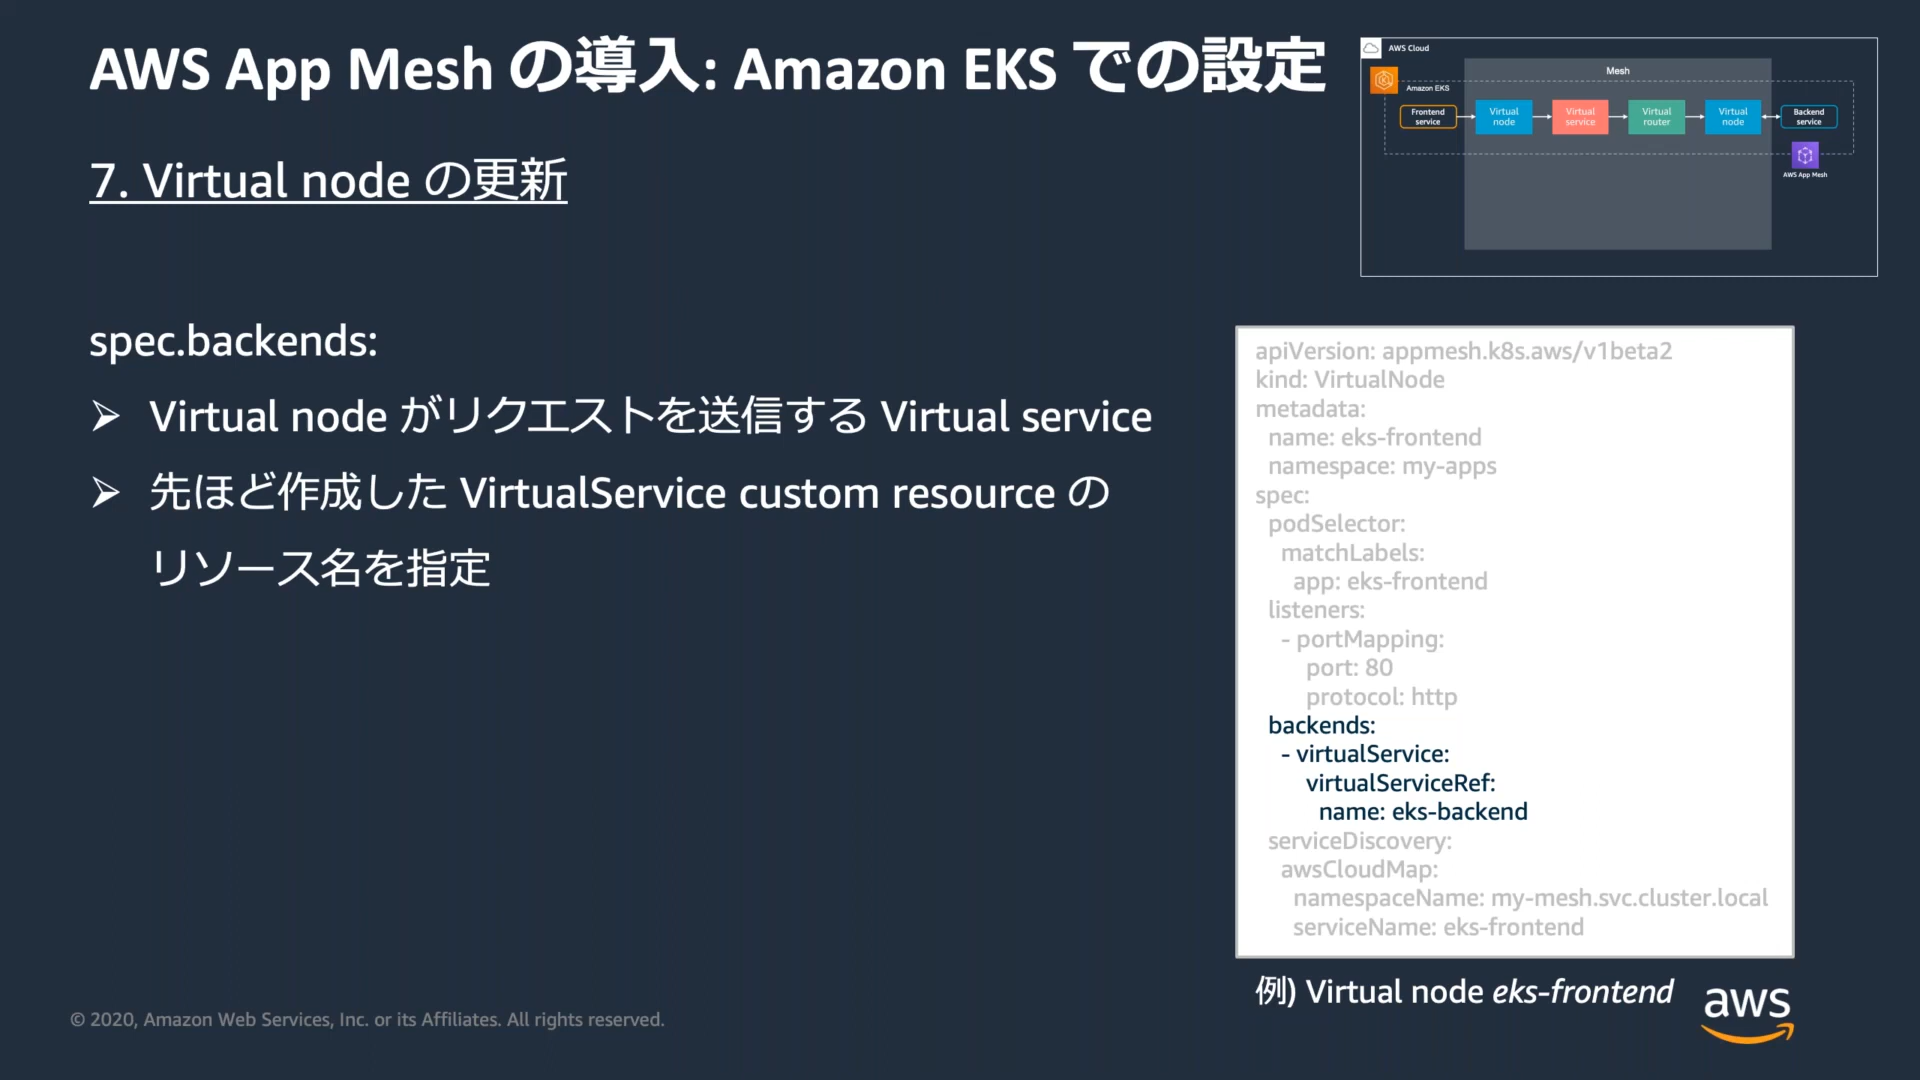 AWS App Mesh の導入: Amazon EKS での設定
7. Virtual node の更新
AWS Cloud
Mesh
Amazon EKS
Frontend
service
Virtual
node
Virtual
service
Virtual
router
Virtual
node
Backend
service
AWS App Mesh
spec.backends:
➢ Virtual node がリクエストを送信する Virtual service
➢ 先ほど作成した VirtualService custom resource の
リソース名を指定
apiVersion: appmesh.k8s.aws/v1beta2
kind: VirtualNode
metadata:
  name: eks-frontend
  namespace: my-apps
spec:
  podSelector:
    matchLabels:
      app: eks-frontend
  listeners:
    - portMapping:
        port: 80
        protocol: http
  backends:
    - virtualService:
        virtualServiceRef:
          name: eks-backend
  serviceDiscovery:
    awsCloudMap:
      namespaceName: my-mesh.svc.cluster.local
      serviceName: eks-frontend
例) Virtual node eks-frontend
© 2020, Amazon Web Services, Inc. or its Affiliates. All rights reserved.
aws